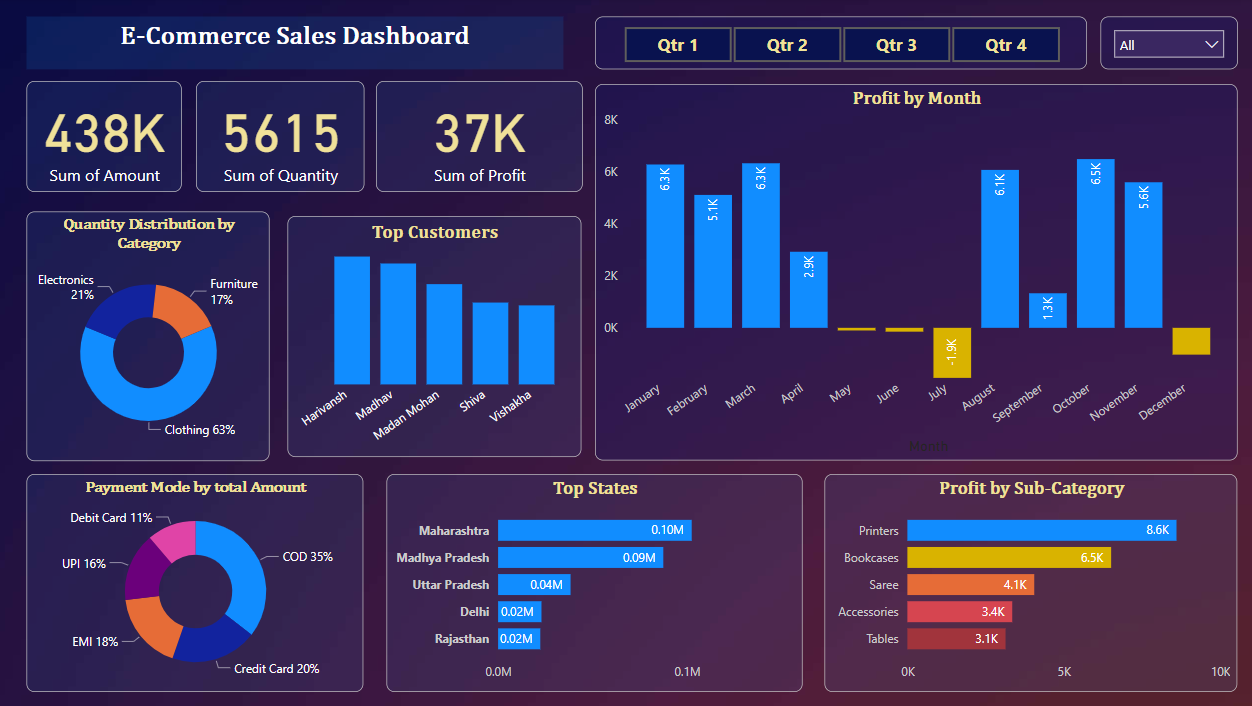 E-Commerce Sales Dashboard
Qtr 1
Qtr 2
Qtr 3
Qtr 4
All
438K
Sum of Amount
5615
Sum of Quantity
37K
Sum of Profit
Profit by Month
8K
6K
4K
2K
0K
6.3K
5.1K
6.3K
2.9K
-1.9K
6.1K
1.3K
6.5K
5.6K
January
February
March
April
May
June
July
August
September
October
November
December
Month
Quantity Distribution by
Category
Electronics
21%
Furniture
17%
Clothing 63%
Top Customers
Harivansh
Madhav
Madan Mohan
Shiva
Vishakha
Payment Mode by total Amount
Debit Card 11%
COD 35%
UPI 16%
EMI 18%
Credit Card 20%
Top States
Maharashtra 0.10M
Madhya Pradesh 0.09M
Uttar Pradesh 0.04M
Delhi 0.02M
Rajasthan 0.02M
0.0M 0.1M
Profit by Sub-Category
Printers 8.6K
Bookcases 6.5K
Saree 4.1K
Accessories 3.4K
Tables 3.1K
0K 5K 10K